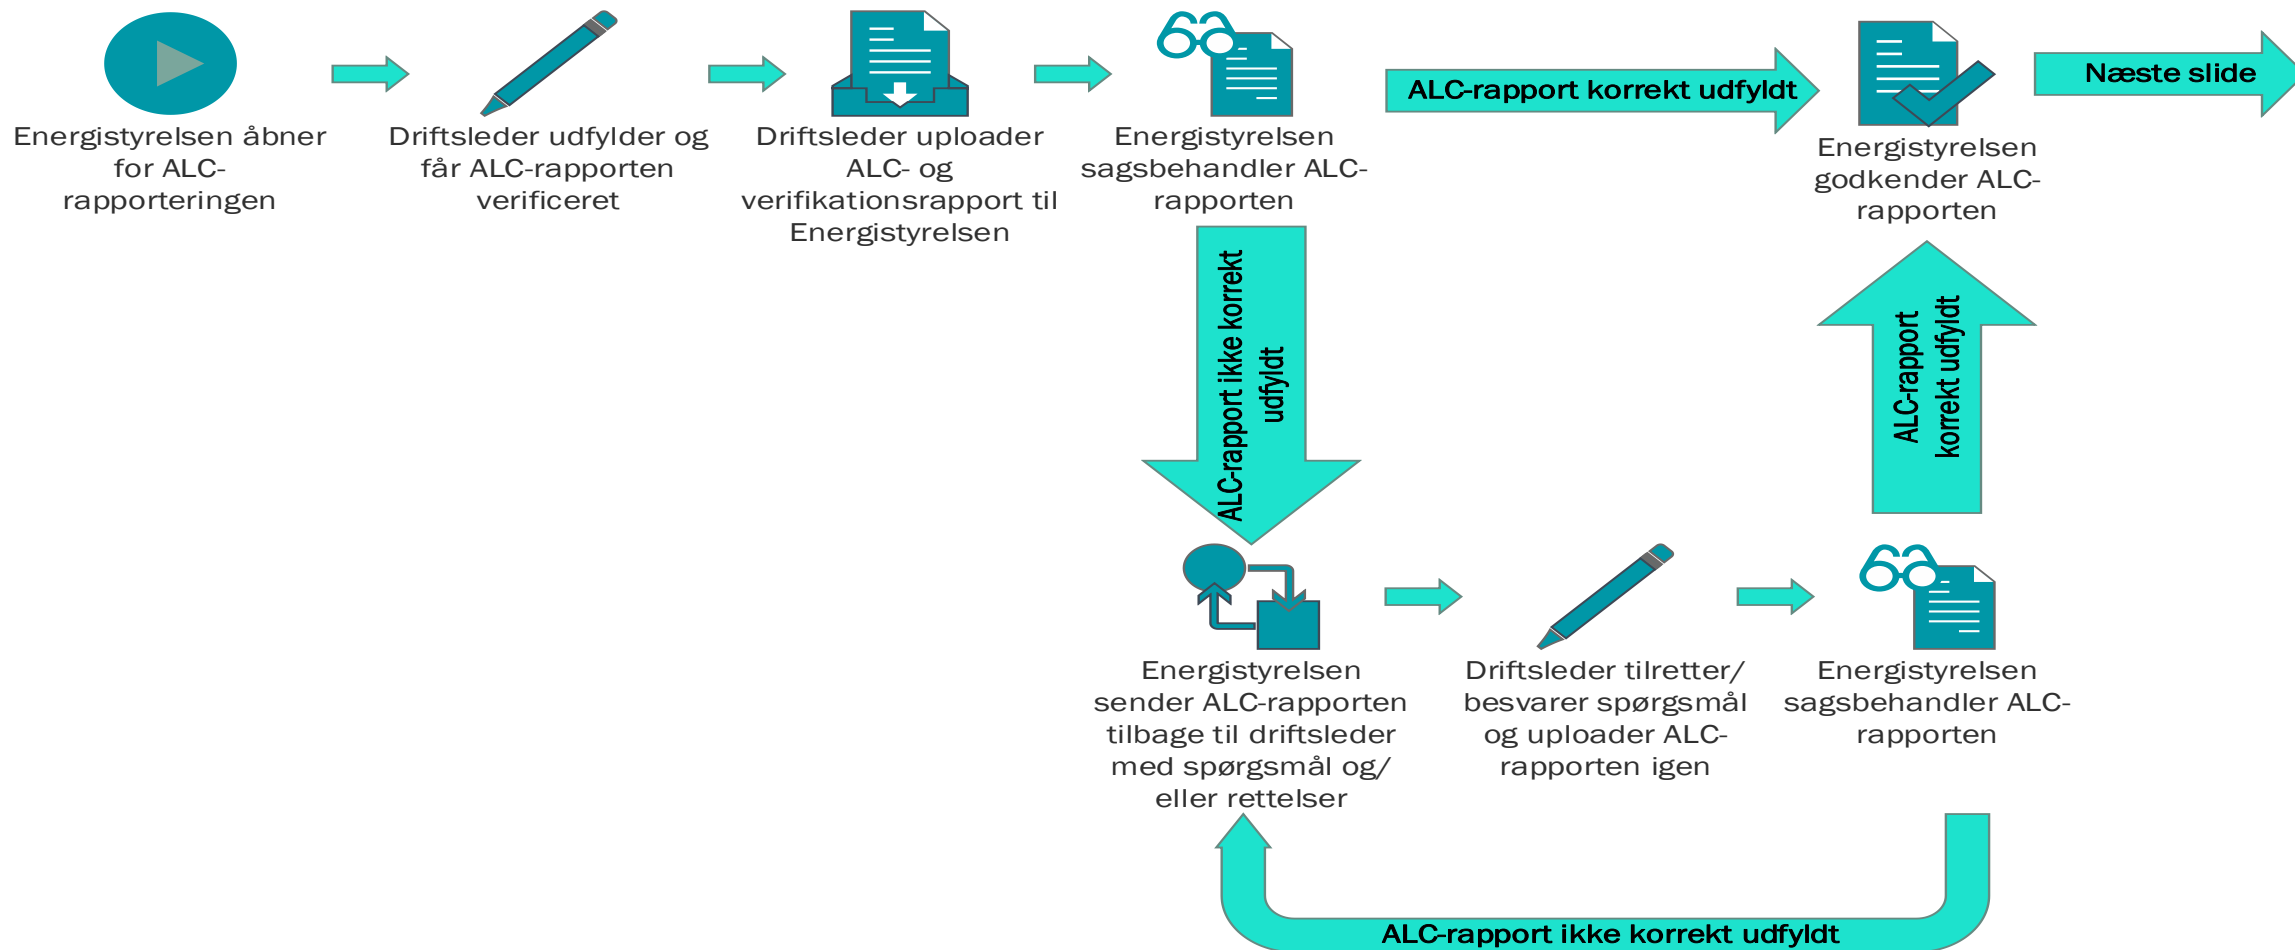 Energistyrelsen åbner
for ALC-
rapporteringen
Driftsleder udfylder og
får ALC-rapporten
verificeret
Driftsleder uploader
ALC- og
verifikationsrapport til
Energistyrelsen
Energistyrelsen
sagsbehandler ALC-
rapporten
ALC-rapport korrekt udfyldt
Energistyrelsen
godkender ALC-
rapporten
Næste slide
ALC-rapport ikke korrekt
udfyldt
ALC-rapport
korrekt udfyldt
Energistyrelsen
sender ALC-rapporten
tilbage til driftsleder
med spørgsmål og/
eller rettelser
Driftsleder tilretter/
besvarer spørgsmål
og uploader ALC-
rapporten igen
Energistyrelsen
sagsbehandler ALC-
rapporten
ALC-rapport ikke korrekt udfyldt